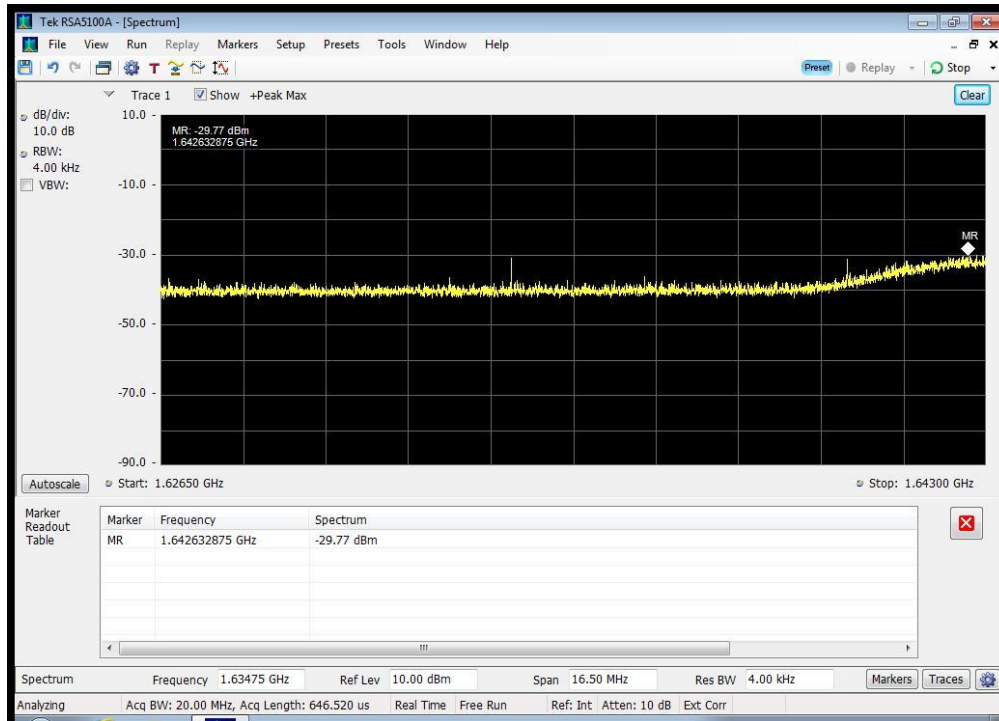 Tek RSA5100A - [Spectrum]
File View Run Replay Markers Setup Presets Tools Window Help
Preset Replay Stop
Trace 1 Show +Peak Max Clear
dB/div:
10.0 dB
RBW:
4.00 kHz
VBW:
10.0
-10.0
-30.0
-50.0
-70.0
-90.0
MR: -29.77 dBm
1.642632875 GHz
MR
Autoscale Start: 1.62650 GHz Stop: 1.64300 GHz
Marker
Readout
Table
Marker Frequency Spectrum
MR 1.642632875 GHz -29.77 dBm
Spectrum Frequency 1.63475 GHz Ref Lev 10.00 dBm Span 16.50 MHz Res BW 4.00 kHz Markers Traces
Analyzing Acq BW: 20.00 MHz, Acq Length: 646.520 us Real Time Free Run Ref: Int Atten: 10 dB Ext Corr